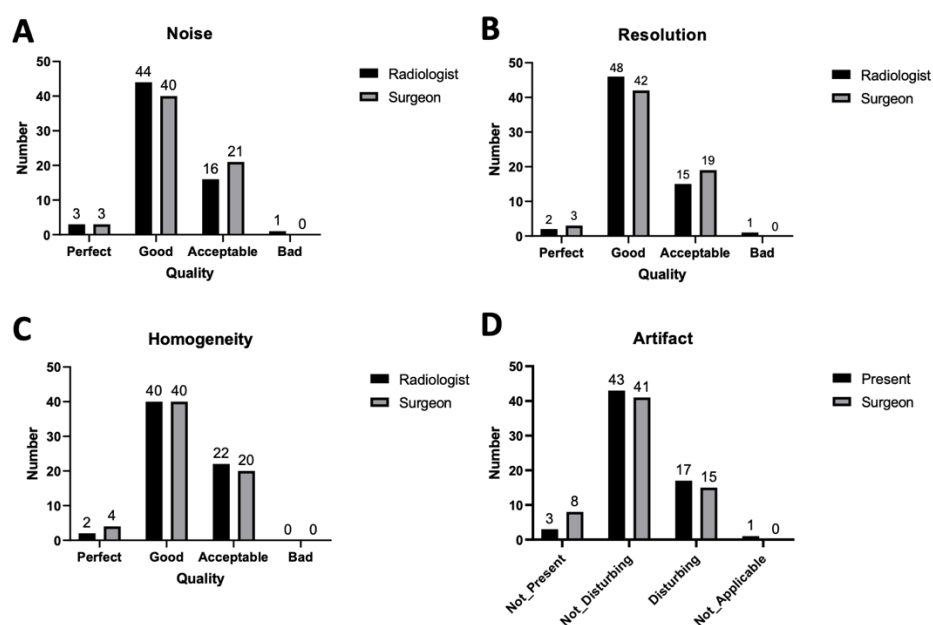 A
Noise
Number
50
40
30
20
10
0
3 3
44 40
16 21
1 0
Perfect Good Acceptable Bad
Quality
Radiologist
Surgeon
B
Resolution
Number
50
40
30
20
10
0
2 3
48 42
15 19
1 0
Perfect Good Acceptable Bad
Quality
Radiologist
Surgeon
C
Homogeneity
Number
50
40
30
20
10
0
2 4
40 40
22 20
0 0
Perfect Good Acceptable Bad
Quality
Radiologist
Surgeon
D
Artifact
Number
50
40
30
20
10
0
3 8
43 41
17 15
1 0
Not_Present Not_Disturbing Disturbing Not_Applicable
Present
Surgeon